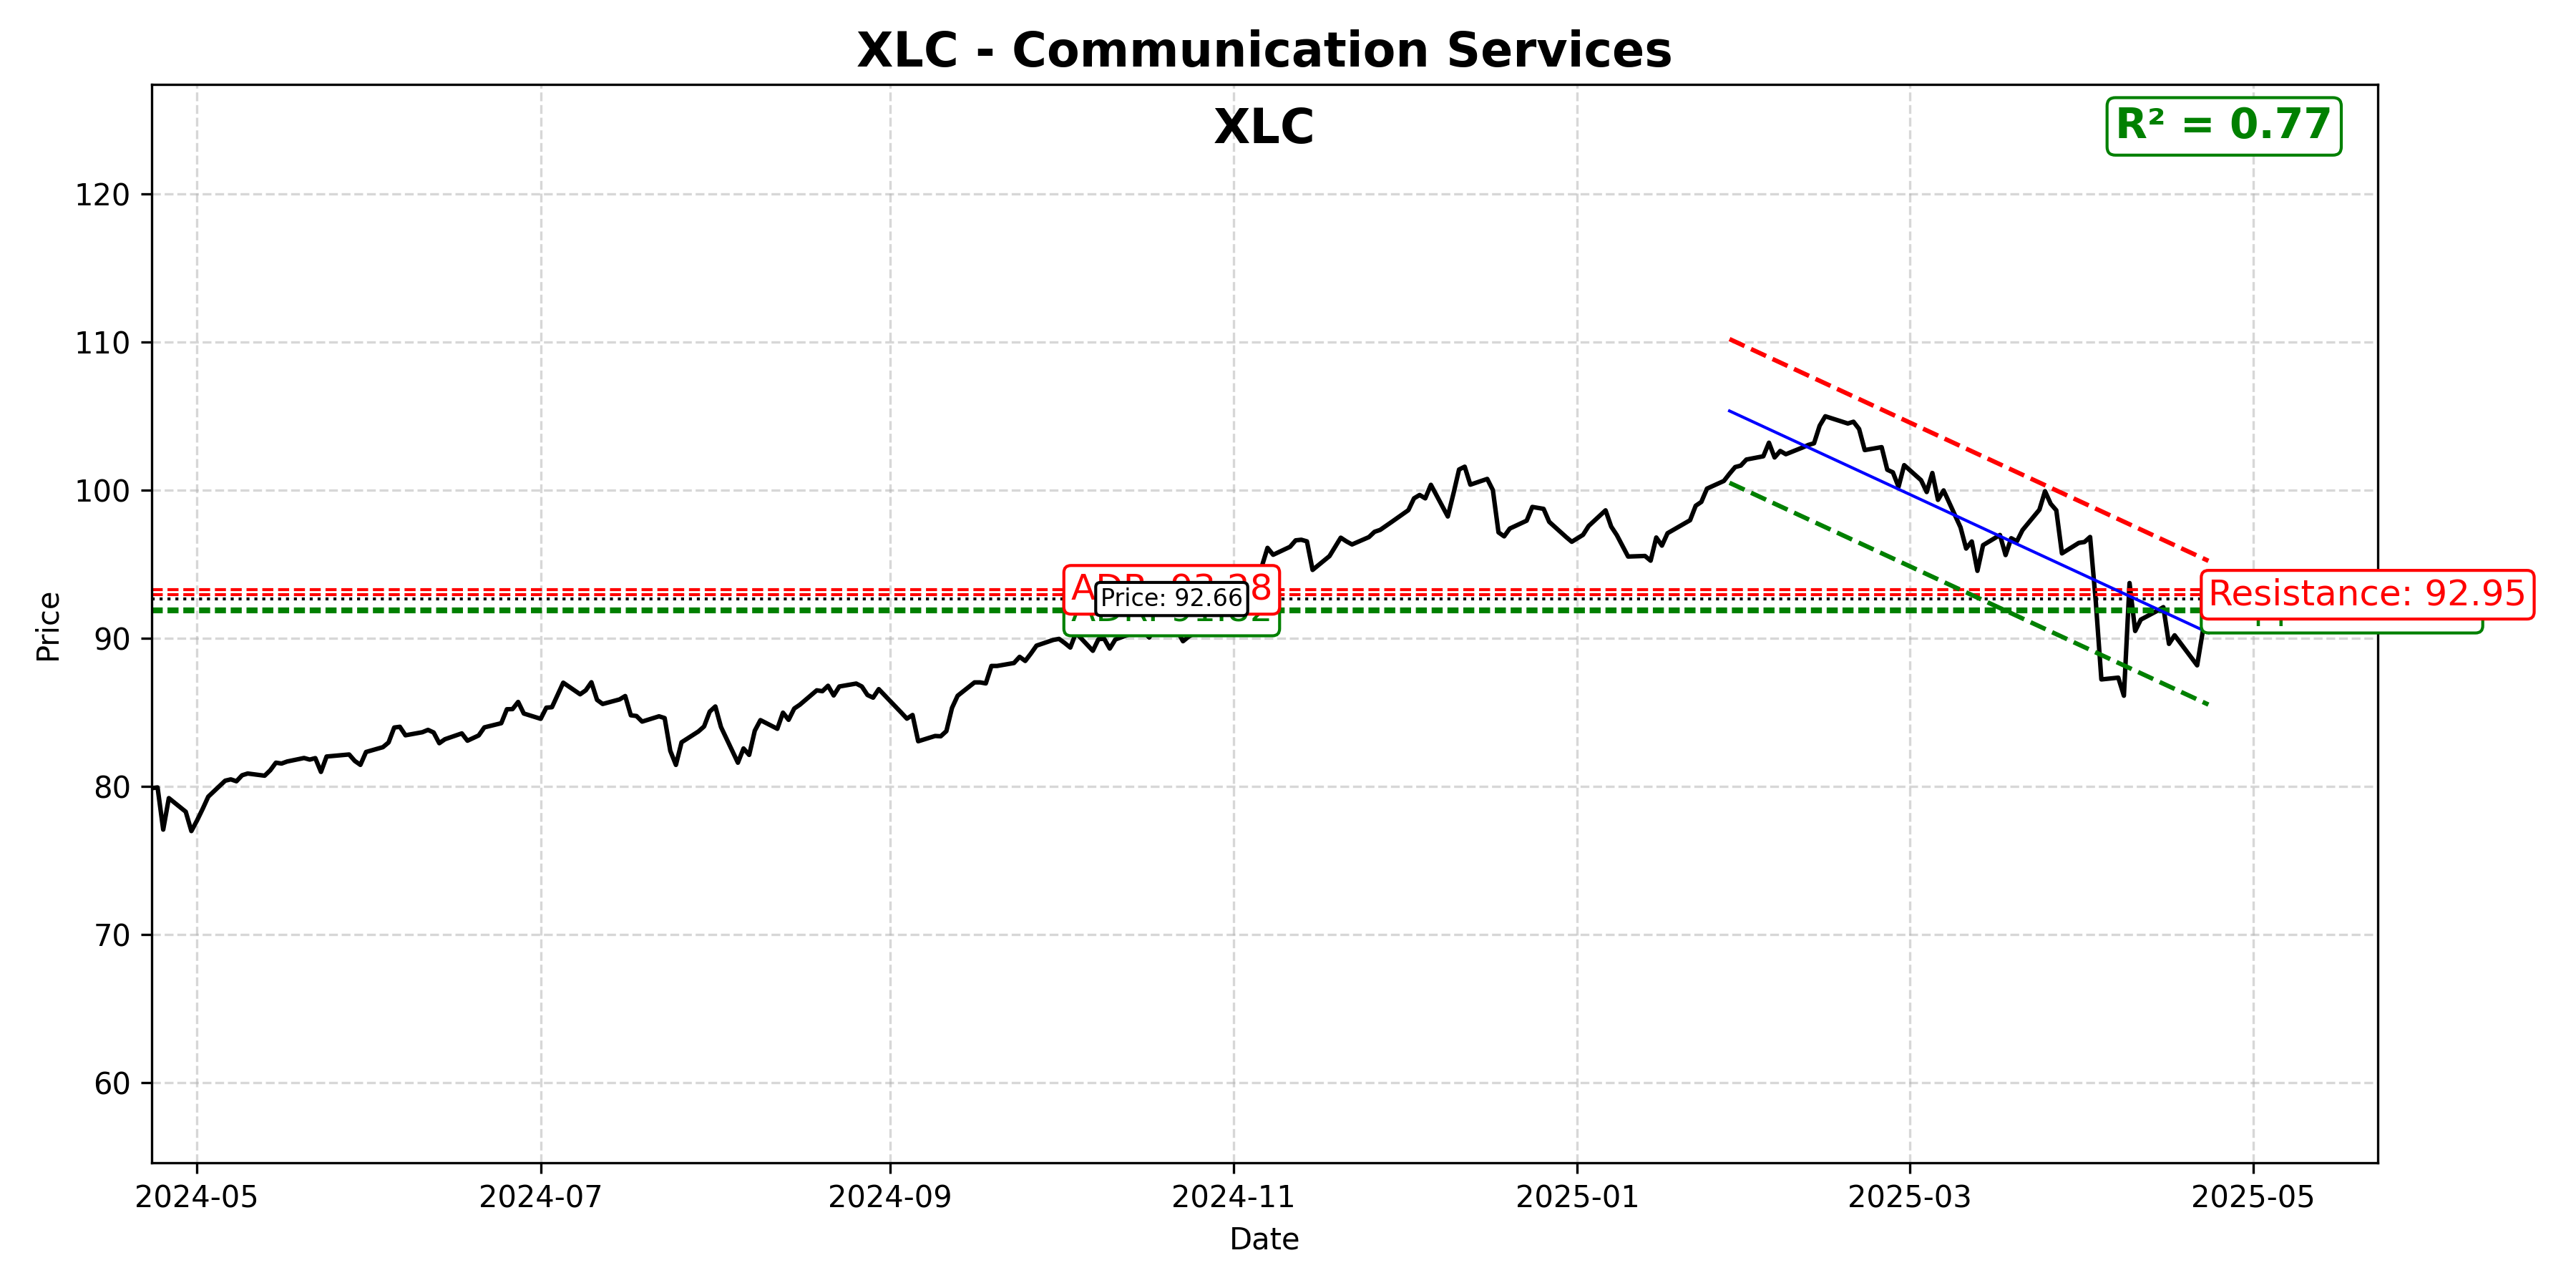 XLC - Communication Services
XLC
R² = 0.77
120
110
100
90
80
70
60
Price
Price: 92.66
Resistance: 92.95
2024-05
2024-07
2024-09
2024-11
2025-01
2025-03
2025-05
Date